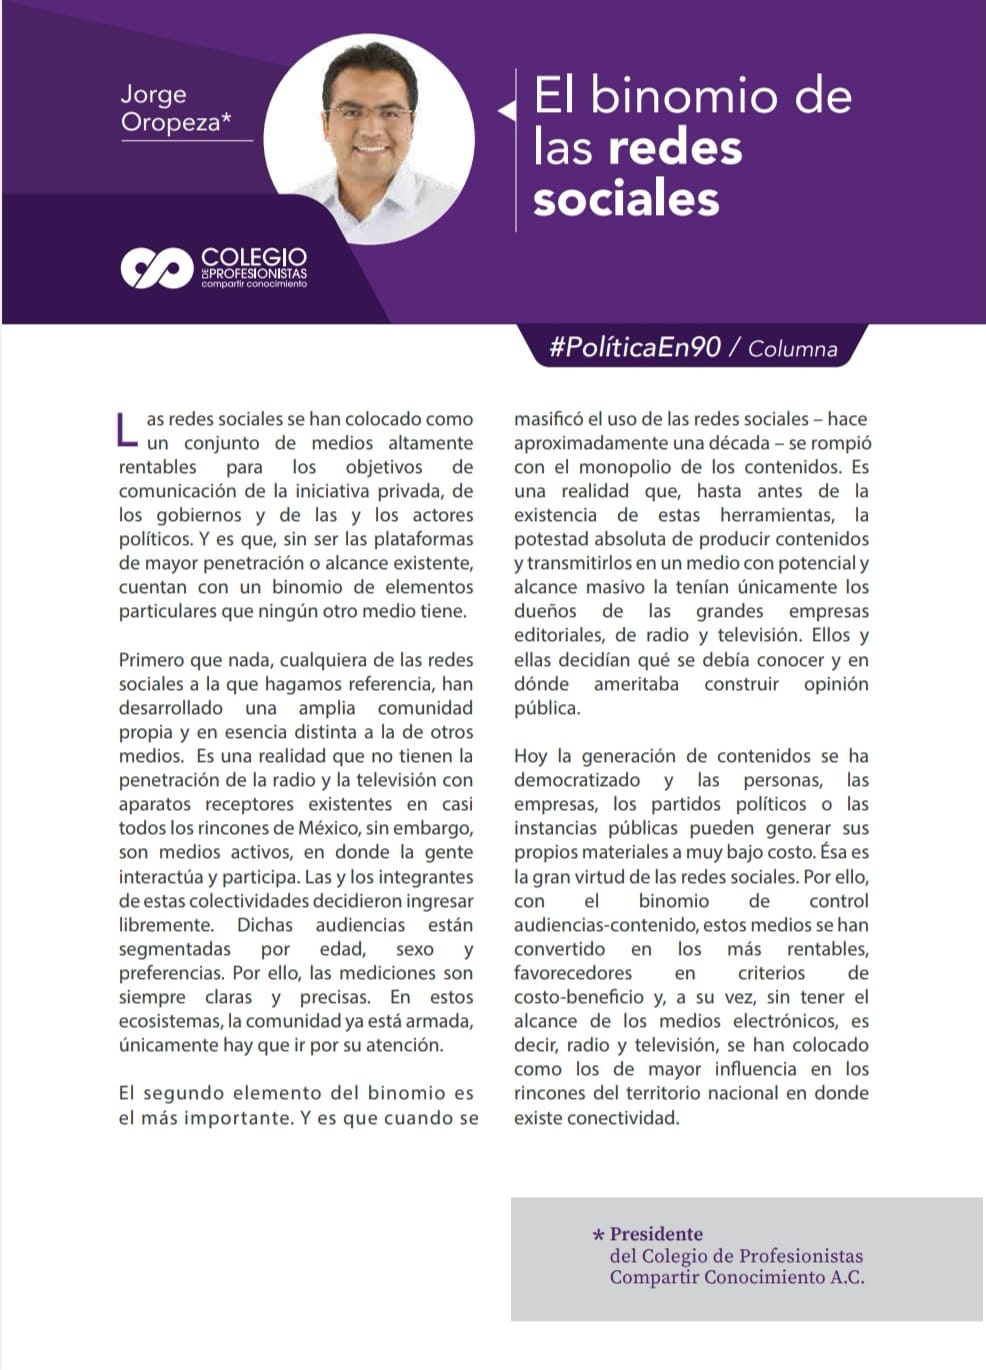 Jorge
Oropeza*
El binomio de
las redes
sociales
COLEGIO
DE PROFESIONISTAS
compartir conocimiento
#PolíticaEn90 / Columna
Las redes sociales se han colocado como
un conjunto de medios altamente
rentables para los objetivos de
comunicación de la iniciativa privada, de
los gobiernos y de las y los actores
políticos. Y es que, sin ser las plataformas
de mayor penetración o alcance existente,
cuentan con un binomio de elementos
particulares que ningún otro medio tiene.
Primero que nada, cualquiera de las redes
sociales a la que hagamos referencia, han
desarrollado una amplia comunidad
propia y en esencia distinta a la de otros
medios. Es una realidad que no tienen la
penetración de la radio y la televisión con
aparatos receptores existentes en casi
todos los rincones de México, sin embargo,
son medios activos, en donde la gente
interactúa y participa. Las y los integrantes
de estas colectividades decidieron ingresar
libremente. Dichas audiencias están
segmentadas por edad, sexo y
preferencias. Por ello, las mediciones son
siempre claras y precisas. En estos
ecosistemas, la comunidad ya está armada,
únicamente hay que ir por su atención.
El segundo elemento del binomio es
el más importante. Y es que cuando se
masificó el uso de las redes sociales – hace
aproximadamente una década – se rompió
con el monopolio de los contenidos. Es
una realidad que, hasta antes de la
existencia de estas herramientas, la
potestad absoluta de producir contenidos
y transmitirlos en un medio con potencial y
alcance masivo la tenían únicamente los
dueños de las grandes empresas
editoriales, de radio y televisión. Ellos y
ellas decidían qué se debía conocer y en
dónde ameritaba construir opinión
pública.
Hoy la generación de contenidos se ha
democratizado y las personas, las
empresas, los partidos políticos o las
instancias públicas pueden generar sus
propios materiales a muy bajo costo. Ésa es
la gran virtud de las redes sociales. Por ello,
con el binomio de control
audiencias-contenido, estos medios se han
convertido en los más rentables,
favorecedores en criterios de
costo-beneficio y, a su vez, sin tener el
alcance de los medios electrónicos, es
decir, radio y televisión, se han colocado
como los de mayor influencia en los
rincones del territorio nacional en donde
existe conectividad.
* Presidente
del Colegio de Profesionistas
Compartir Conocimiento A.C.